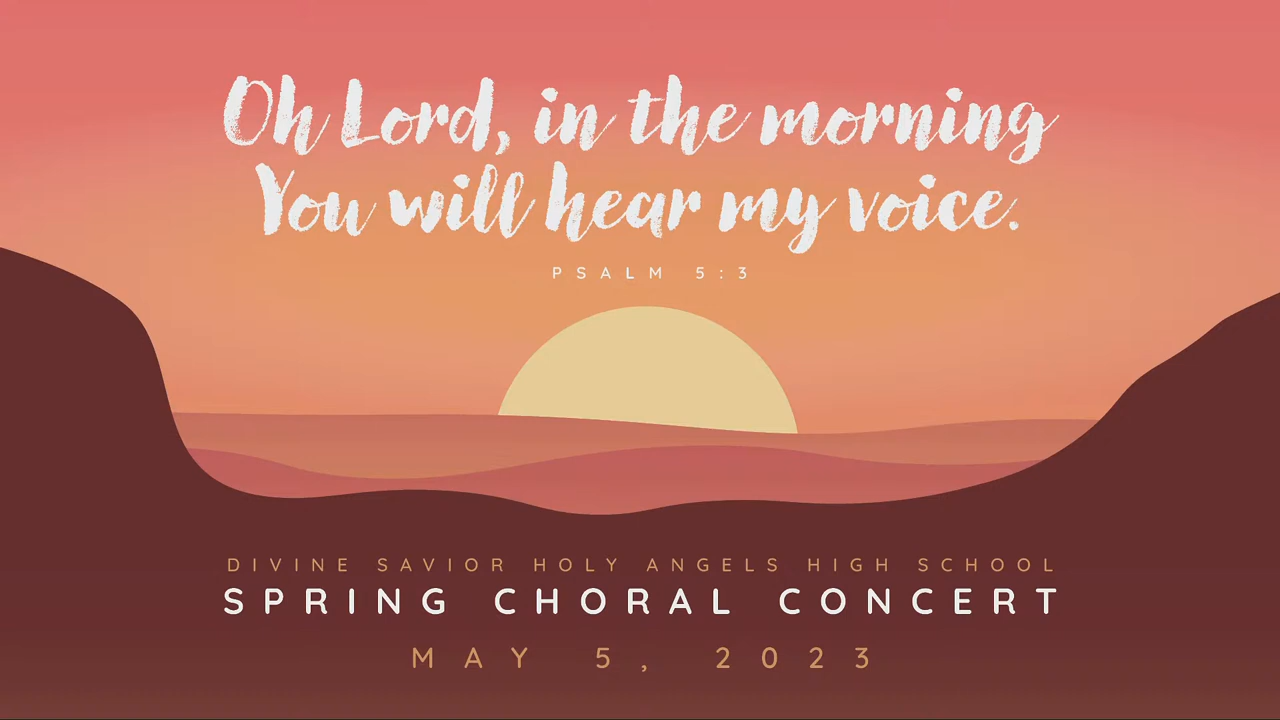 Oh Lord, in the morning
You will hear my voice.
PSALM 5:3
DIVINE SAVIOR HOLY ANGELS HIGH SCHOOL
SPRING CHORAL CONCERT
MAY 5, 2023